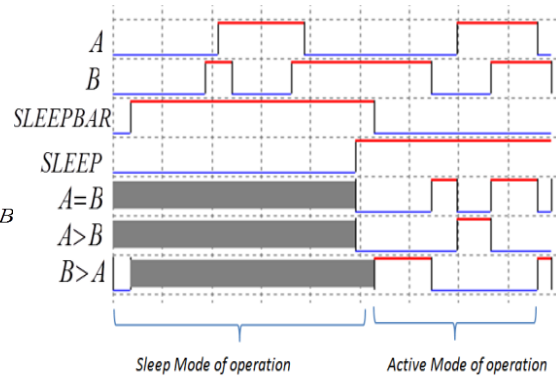 A
B
SLEEPBAR
SLEEP
A=B
B
A>B
B>A
Sleep Mode of operation
Active Mode of operation